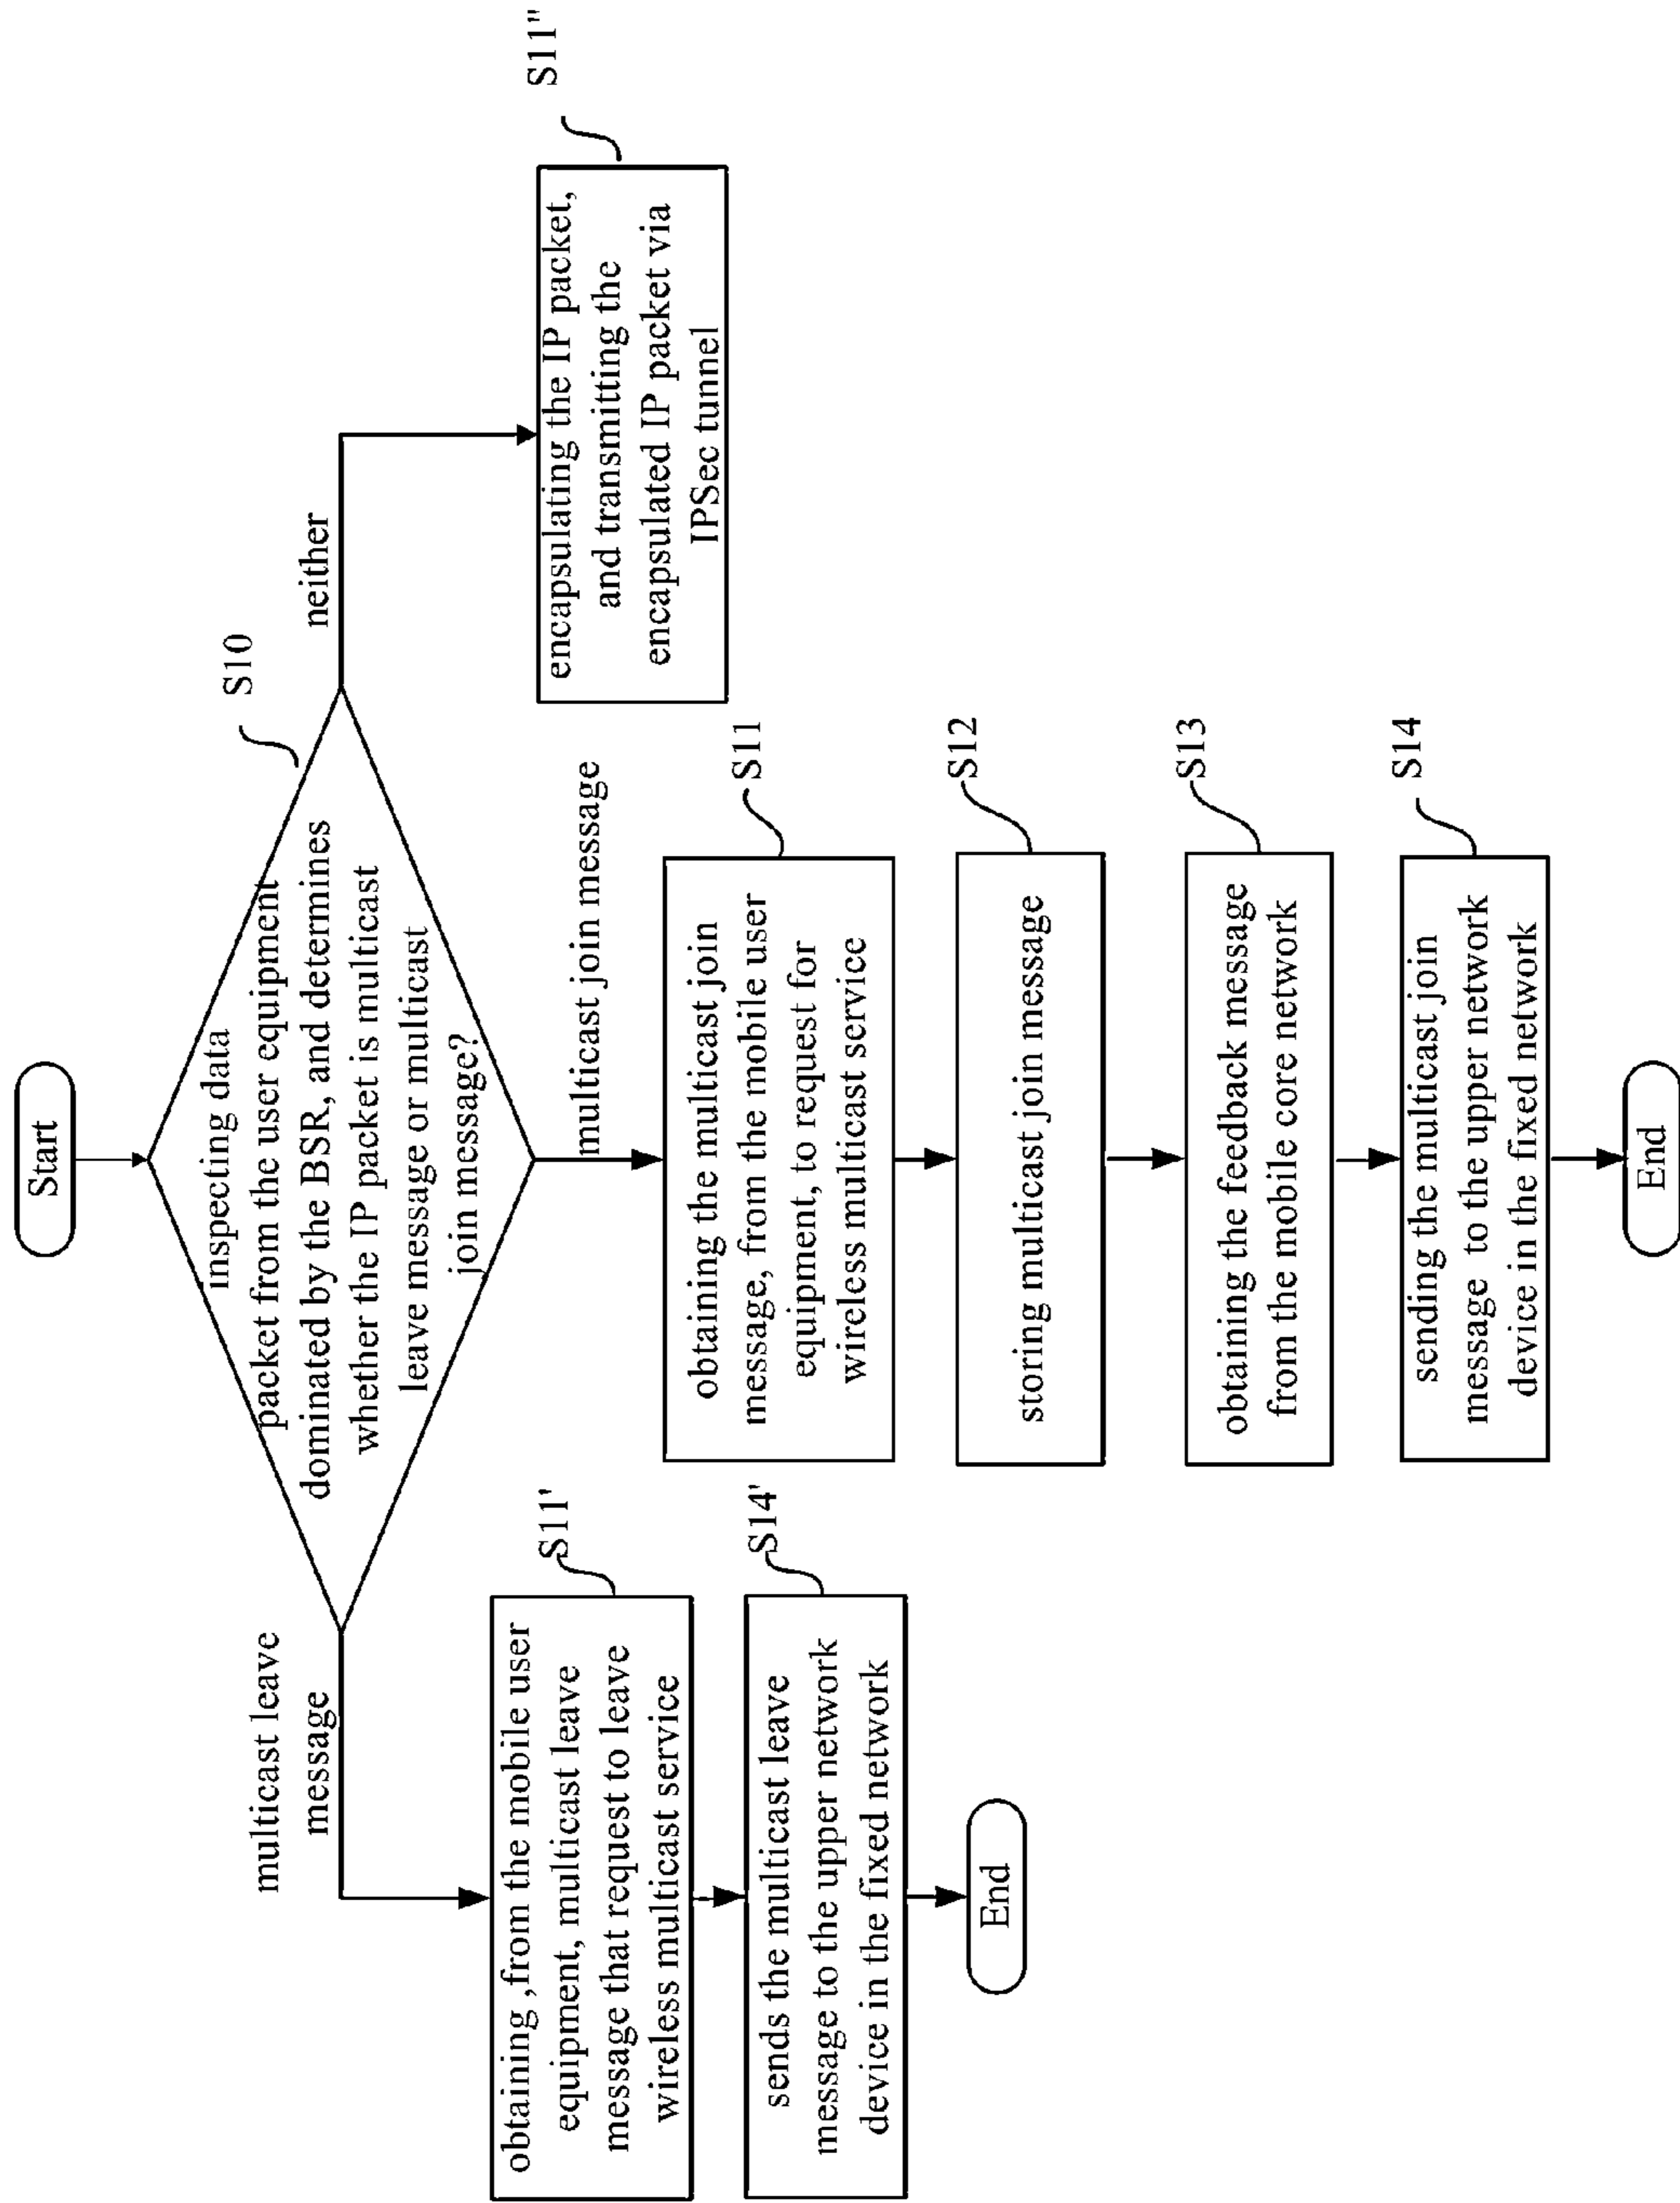 Start
inspecting data
packet from the user equipment
dominated by the BSR, and determines
whether the IP packet is multicast
leave message or multicast
join message?
S10
multicast leave
message
neither
multicast join message
obtaining ,from the mobile user
equipment, multicast leave
message that request to leave
wireless multicast service
S11'
sends the multicast leave
message to the upper network
device in the fixed network
S14'
End
obtaining the multicast join
message, from the mobile user
equipment, to request for
wireless multicast service
S11
storing multicast join message
S12
obtaining the feedback message
from the mobile core network
S13
sending the multicast join
message to the upper network
device in the fixed network
S14
End
encapsulating the IP packet,
and transmitting the
encapsulated IP packet via
IPSec tunnel
S11"